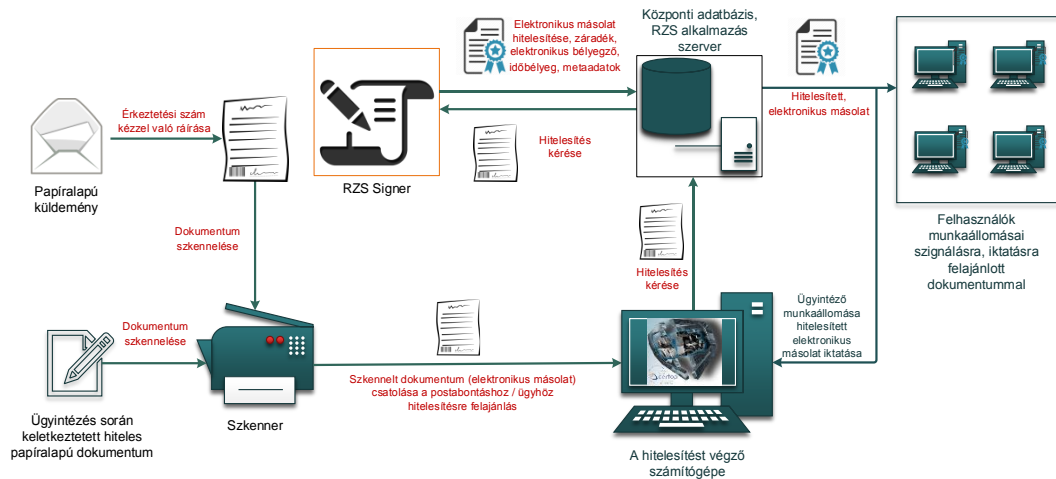 Elektronikus másolat
hitelesítése, záradék,
elektronikus bélyegző,
időbélyeg, metaadatok
Központi adatbázis,
RZS alkalmazás
szerver
Érkeztetési szám
kézzel való ráírása
Hitelesítés
kérése
Hitelesített,
elektronikus másolat
Papíralapú
küldemény
RZS Signer
Felhasználók
munkaállomásai
szignálásra, iktatásra
felajánlott
dokumentummal
Dokumentum
szkennelése
Hitelesítés
kérése
Ügyintéző
munkaállomása
hitelesített
elektronikus
másolat iktatása
Dokumentum
szkennelése
Szkennelt dokumentum (elektronikus másolat)
csatolása a postabontáshoz / ügyhöz
hitelesítésre felajánlás
Szkenner
Ügyintézés során
keletkeztetett hiteles
papíralapú dokumentum
A hitelesítést végző
számítógépe